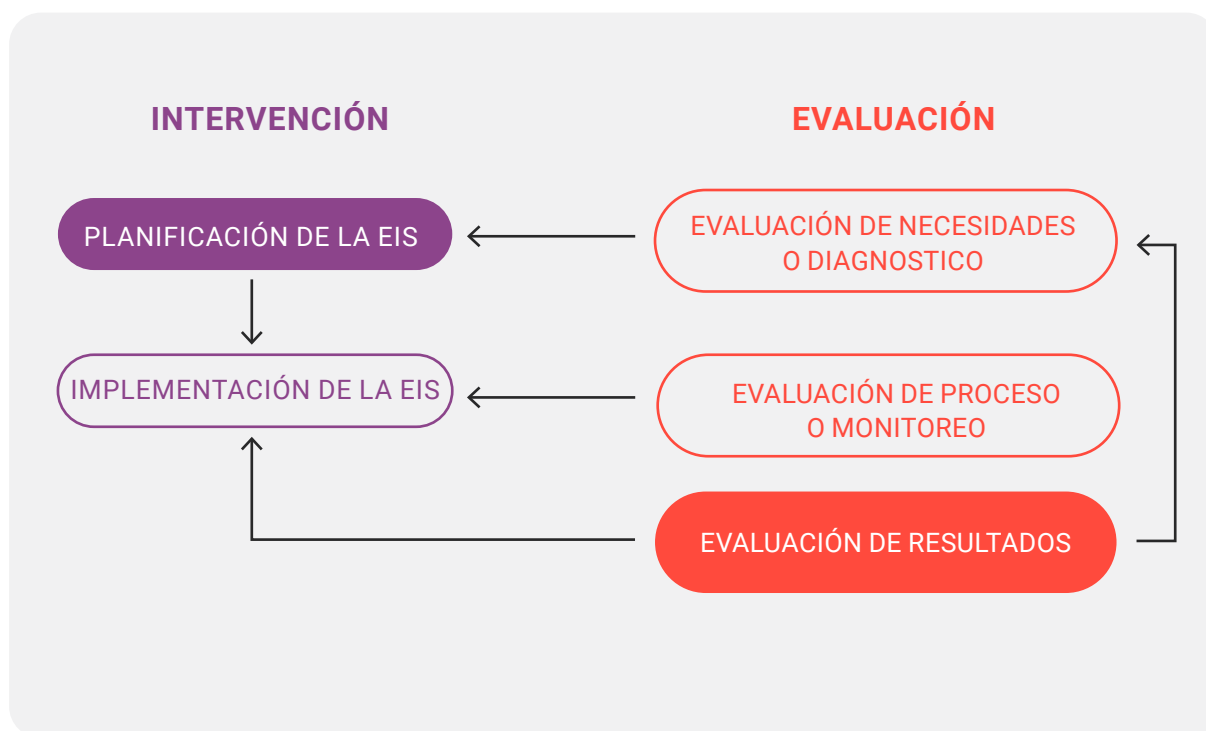 INTERVENCIÓN
EVALUACIÓN
PLANIFICACIÓN DE LA EIS
EVALUACIÓN DE NECESIDADES
O DIAGNOSTICO
IMPLEMENTACIÓN DE LA EIS
EVALUACIÓN DE PROCESO
O MONITOREO
EVALUACIÓN DE RESULTADOS